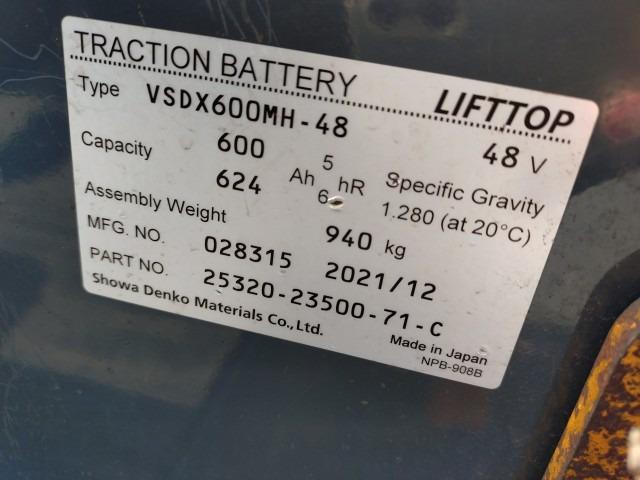 TRACTION BATTERY LIFTTOP
Type VSDX600MH-48 48 V
Capacity 600 Ah 5 hR Specific Gravity
624 6 1.280 (at 20°C)
Assembly Weight 940 kg
MFG. NO. 028315 2021/12
PART NO. 25320-23500-71-C
Showa Denko Materials Co., Ltd. Made in Japan
NPB-908B